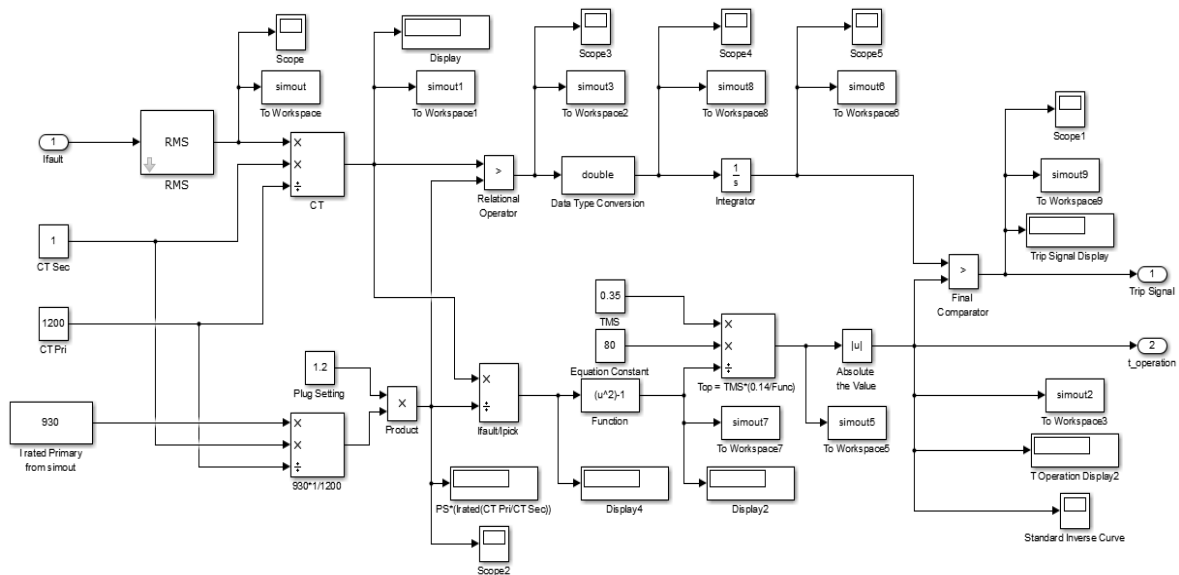 Scope
simout
To Workspace
1
Ifault
RMS
RMS
×
×
÷
CT
1
CT Sec
1200
CT Pri
930
I rated Primary
from simout
1.2
Plug Setting
×
Product
×
×
÷
930*1/1200
Display
simout1
To Workspace1
>
Relational
Operator
Scope3
simout3
To Workspace2
double
Data Type Conversion
Scope4
simout8
To Workspace8
1
s
Integrator
Scope5
simout6
To Workspace6
×
÷
Ifault/Ipick
(u^2)-1
Function
0.35
TMS
80
Equation Constant
×
×
÷
Top = TMS*(0.14/Func)
simout7
To Workspace7
simout5
To Workspace5
|u|
Absolute
the Value
PS*(Irated(CT Pri/CT Sec))
Scope2
Display4
Display2
>
Final
Comparator
Scope1
simout9
To Workspace9
Trip Signal Display
1
Trip Signal
2
t_operation
simout2
To Workspace3
T Operation Display2
Standard Inverse Curve